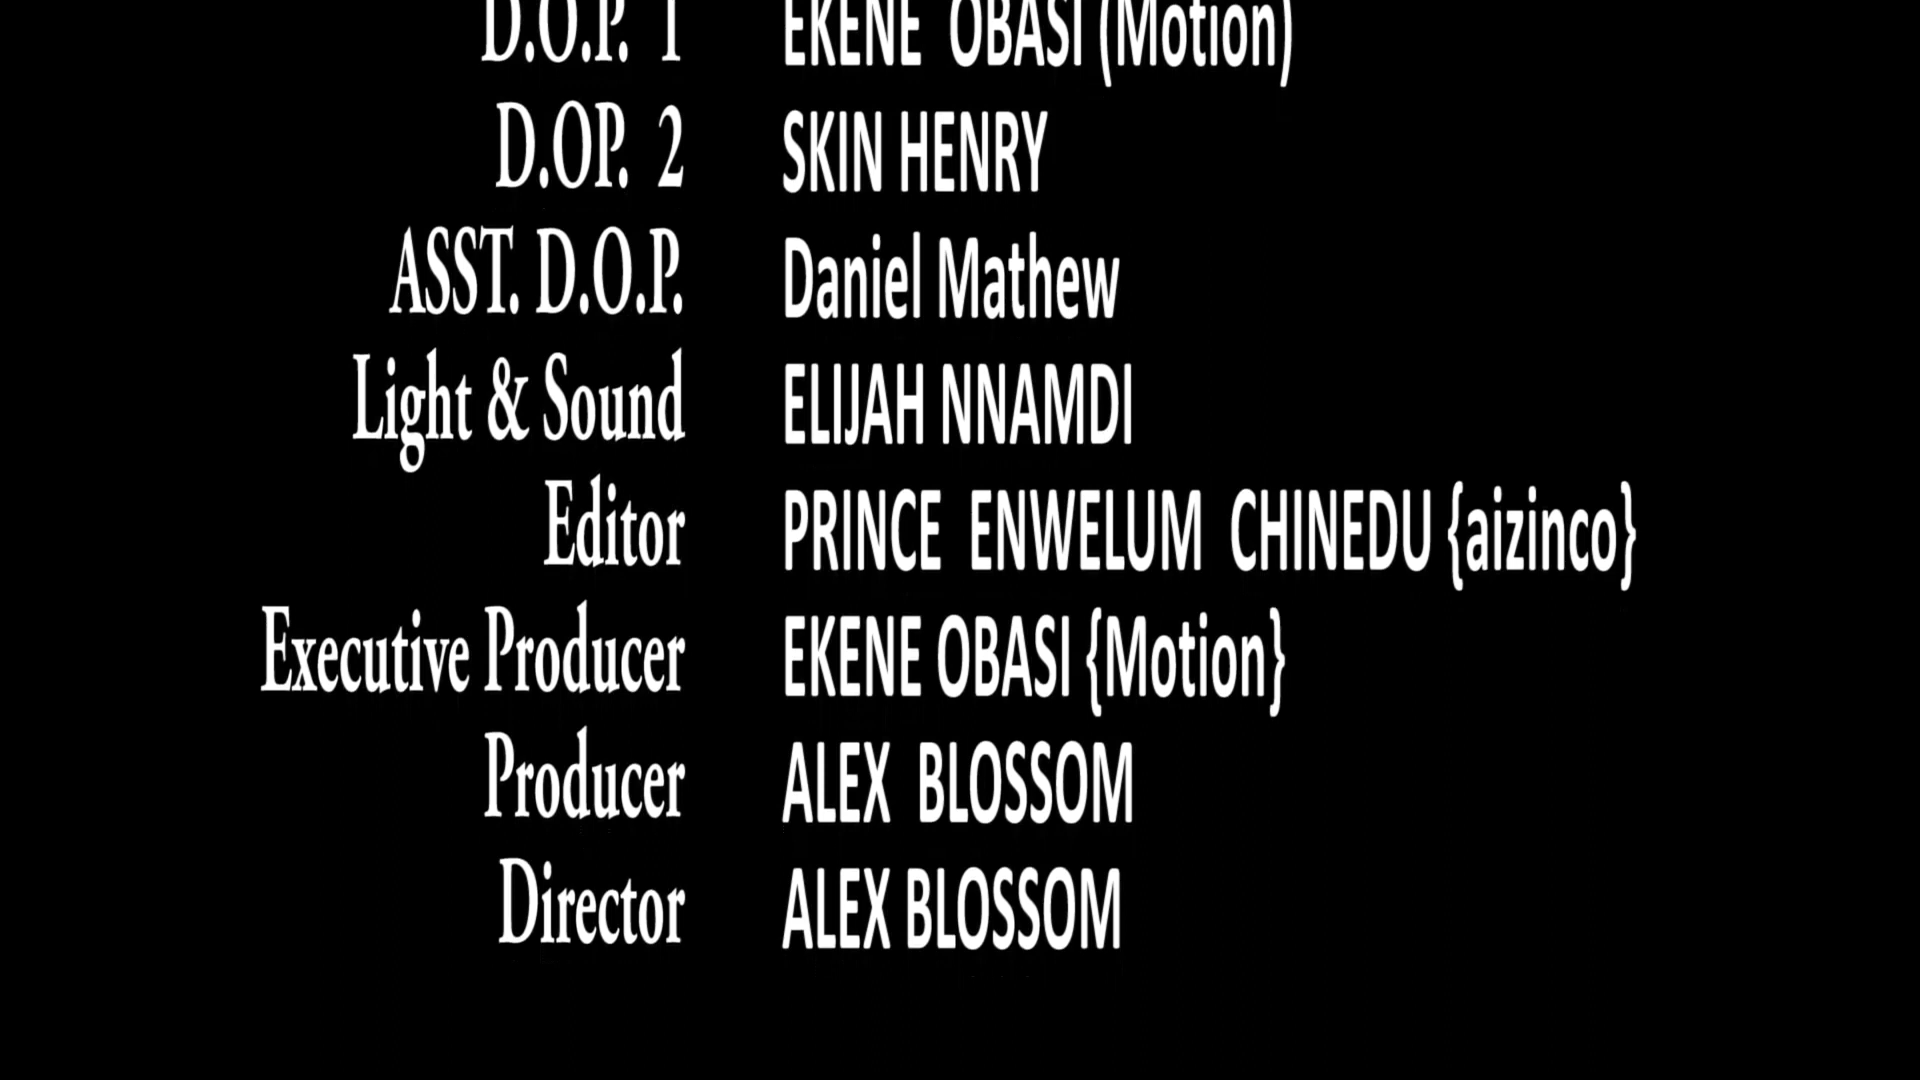 D.O.P. 1 EKENE OBASI (Motion)
D.OP. 2 SKIN HENRY
ASST. D.O.P. Daniel Mathew
Light & Sound ELIJAH NNAMDI
Editor PRINCE ENWELUM CHINEDU {aizinco}
Executive Producer EKENE OBASI {Motion}
Producer ALEX BLOSSOM
Director ALEX BLOSSOM